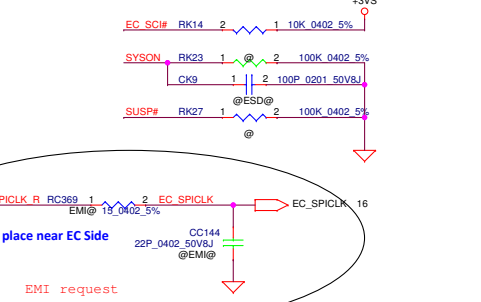 +3VS
EC_SCI# RK14 2 1 10K_0402_5%
SYSON RK23 1 @ 2 100K_0402_5%
CK9 1 2 100P_0201_50V8J
@ESD@
SUSP# RK27 1 2 100K_0402_5%
@
PICLK_R RC369 1 2 EC_SPICLK EC_SPICLK 16
EMI@ 15_0402_5%
place near EC Side
CC144
22P_0402_50V8J
@EMI@
EMI request